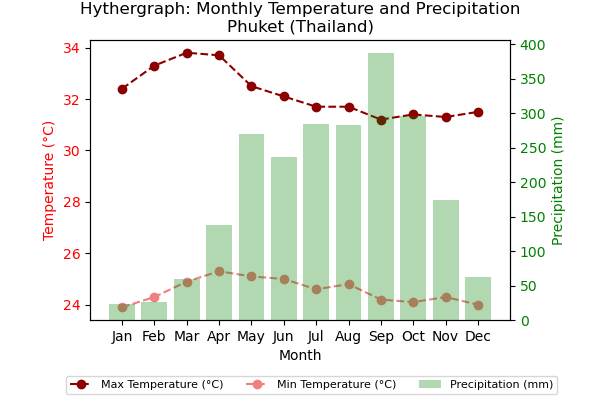 Hythergraph: Monthly Temperature and Precipitation
Phuket (Thailand)
Temperature (°C)
34
32
30
28
26
24
400
350
300
250
200
150
100
50
0
Precipitation (mm)
Jan Feb Mar Apr May Jun Jul Aug Sep Oct Nov Dec
Month
Max Temperature (°C) Min Temperature (°C) Precipitation (mm)